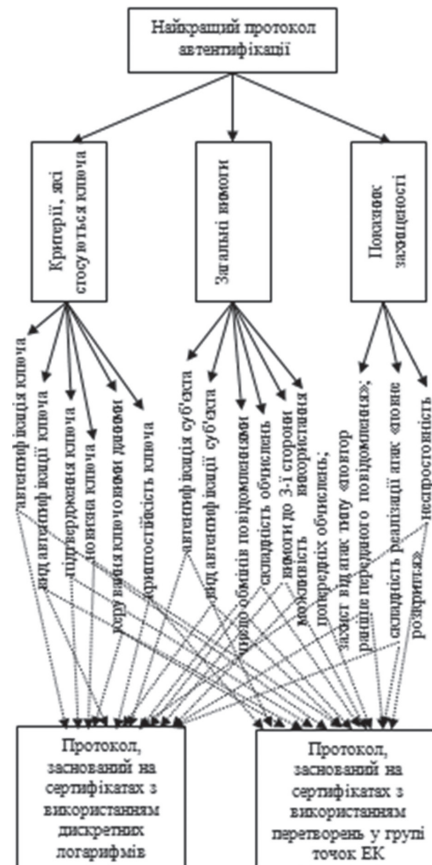 Найкращий протокол
автентифікації
Критерії, які
стосуються ключа
Загальні вимоги
Показник
захищеності
автентифікація ключа
вид автентифікації ключа
підтвердження ключа
новизна ключа
керування ключовими даними
криптостійкість ключа
автентифікація суб'єкта
вид автентифікації суб'єкта
число обмінів повідомленнями
складність обчислень
вимоги до 3-ї сторони
можливість використання
попередніх обчислень;
захист від атак типу «повтор
раніше переданого повідомлення»;
складність реалізації атак «повне
розкриття»
неспростовність
Протокол,
заснований на
сертифікатах з
використанням
дискретних
логарифмів
Протокол,
заснований на
сертифікатах з
використанням
перетворень у групі
точок ЕК